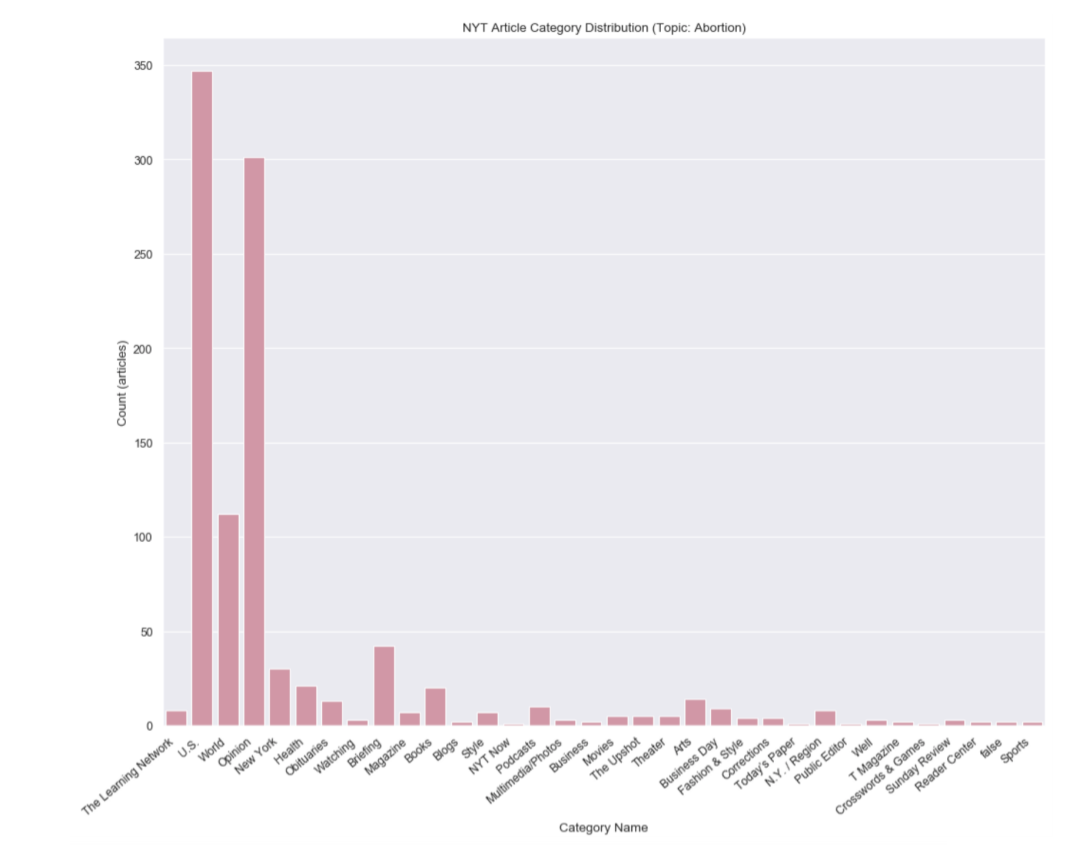 NYT Article Category Distribution (Topic: Abortion)
350
300
250
200
150
100
50
0
Count (articles)
The Learning Network
U.S.
World
Opinion
New York
Health
Obituaries
Watching
Briefing
Magazine
Books
Blogs
Style
NYT Now
Podcasts
Multimedia/Photos
Business
Movies
The Upshot
Theater
Arts
Business Day
Fashion & Style
Corrections
Today's Paper
N.Y. / Region
Public Editor
Well
T Magazine
Crosswords & Games
Sunday Review
Reader Center
false
Sports
Category Name